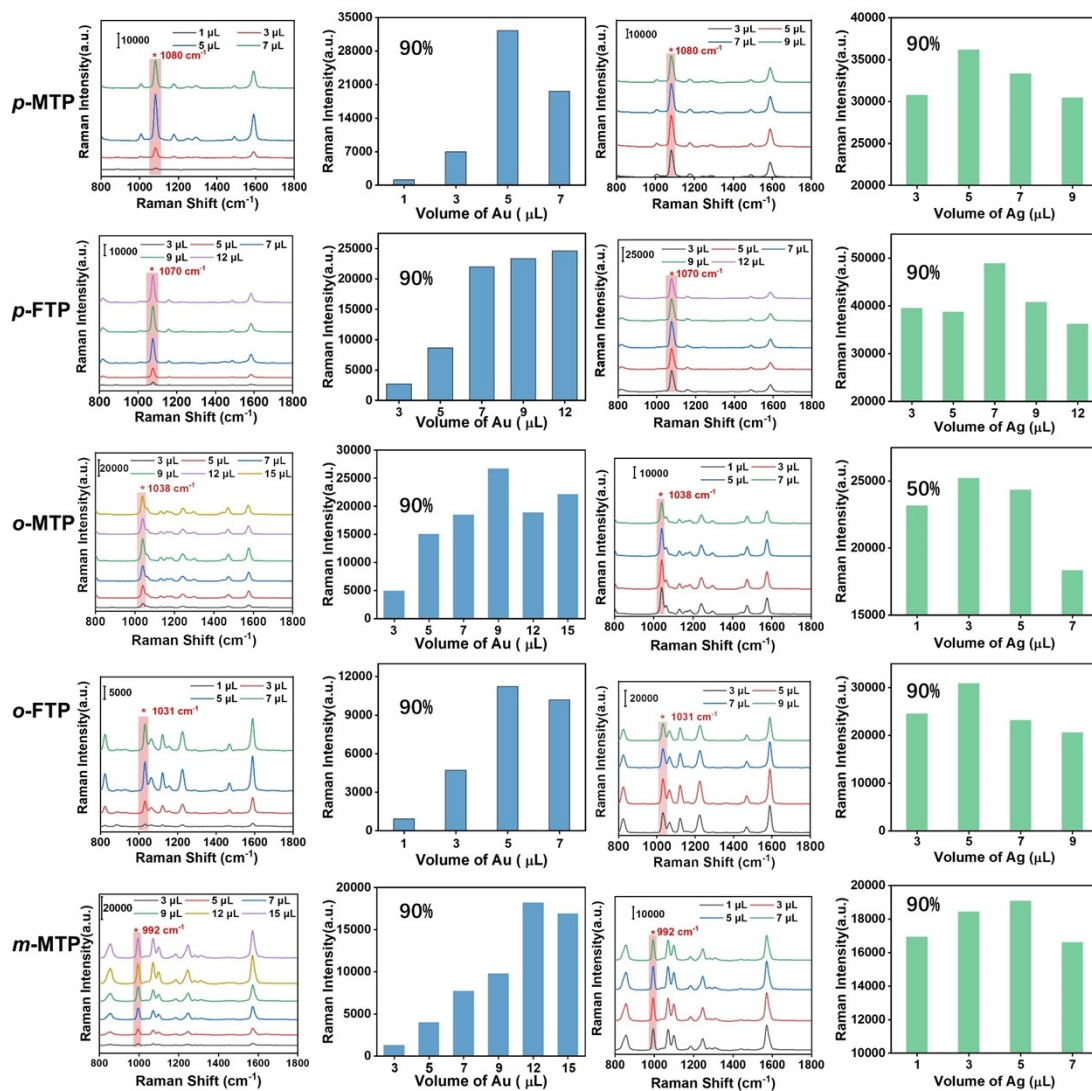 p-MTP
10000
1 µL 3 µL
5 µL 7 µL
* 1080 cm-1
Raman Intensity(a.u.)
800 1000 1200 1400 1600 1800
Raman Shift (cm-1)
90%
35000
28000
21000
14000
7000
0
Raman Intensity(a.u.)
1 3 5 7
Volume of Au ( µL)
10000
3 µL 5 µL
7 µL 9 µL
* 1080 cm-1
Raman Intensity(a.u.)
800 1000 1200 1400 1600 1800
Raman Shift (cm-1)
90%
40000
35000
30000
25000
20000
Raman Intensity(a.u.)
3 5 7 9
Volume of Ag (µL)
p-FTP
10000
3 µL 5 µL 7 µL
9 µL 12 µL
* 1070 cm-1
Raman Intensity(a.u.)
800 1000 1200 1400 1600 1800
Raman Shift (cm-1)
90%
25000
20000
15000
10000
5000
0
Raman Intensity(a.u.)
3 5 7 9 12
Volume of Au (µL)
25000
3 µL 5 µL 7 µL
9 µL 12 µL
* 1070 cm-1
Raman Intensity(a.u.)
800 1000 1200 1400 1600 1800
Raman Shift (cm-1)
90%
50000
40000
30000
20000
Raman Intensity(a.u.)
3 5 7 9 12
Volume of Ag (µL)
o-MTP
20000
3 µL 5 µL 7 µL
9 µL 12 µL 15 µL
* 1038 cm-1
Raman Intensity(a.u.)
800 1000 1200 1400 1600 1800
Raman Shift (cm-1)
90%
30000
25000
20000
15000
10000
5000
0
Raman Intensity(a.u.)
3 5 7 9 12 15
Volume of Au ( µL)
10000
1 µL 3 µL
5 µL 7 µL
* 1038 cm-1
Raman Intensity(a.u.)
800 1000 1200 1400 1600 1800
Raman Shift (cm-1)
50%
25000
20000
15000
Raman Intensity(a.u.)
1 3 5 7
Volume of Ag (µL)
o-FTP
5000
1 µL 3 µL
5 µL 7 µL
* 1031 cm-1
Raman Intensity(a.u.)
800 1000 1200 1400 1600 1800
Raman Shift (cm-1)
90%
12000
9000
6000
3000
0
Raman Intensity(a.u.)
1 3 5 7
Volume of Au ( µL)
20000
3 µL 5 µL
7 µL 9 µL
* 1031 cm-1
Raman Intensity(a.u.)
800 1000 1200 1400 1600 1800
Raman Shift (cm-1)
90%
30000
20000
10000
0
Raman Intensity(a.u.)
3 5 7 9
Volume of Ag (µL)
m-MTP
20000
3 µL 5 µL 7 µL
9 µL 12 µL 15 µL
* 992 cm-1
Raman Intensity(a.u.)
800 1000 1200 1400 1600 1800
Raman Shift (cm-1)
90%
20000
15000
10000
5000
0
Raman Intensity(a.u.)
3 5 7 9 12 15
Volume of Au ( µL)
10000
1 µL 3 µL
5 µL 7 µL
* 992 cm-1
Raman Intensity(a.u.)
800 1000 1200 1400 1600 1800
Raman Shift (cm-1)
90%
20000
18000
16000
14000
12000
10000
Raman Intensity(a.u.)
1 3 5 7
Volume of Ag (µL)